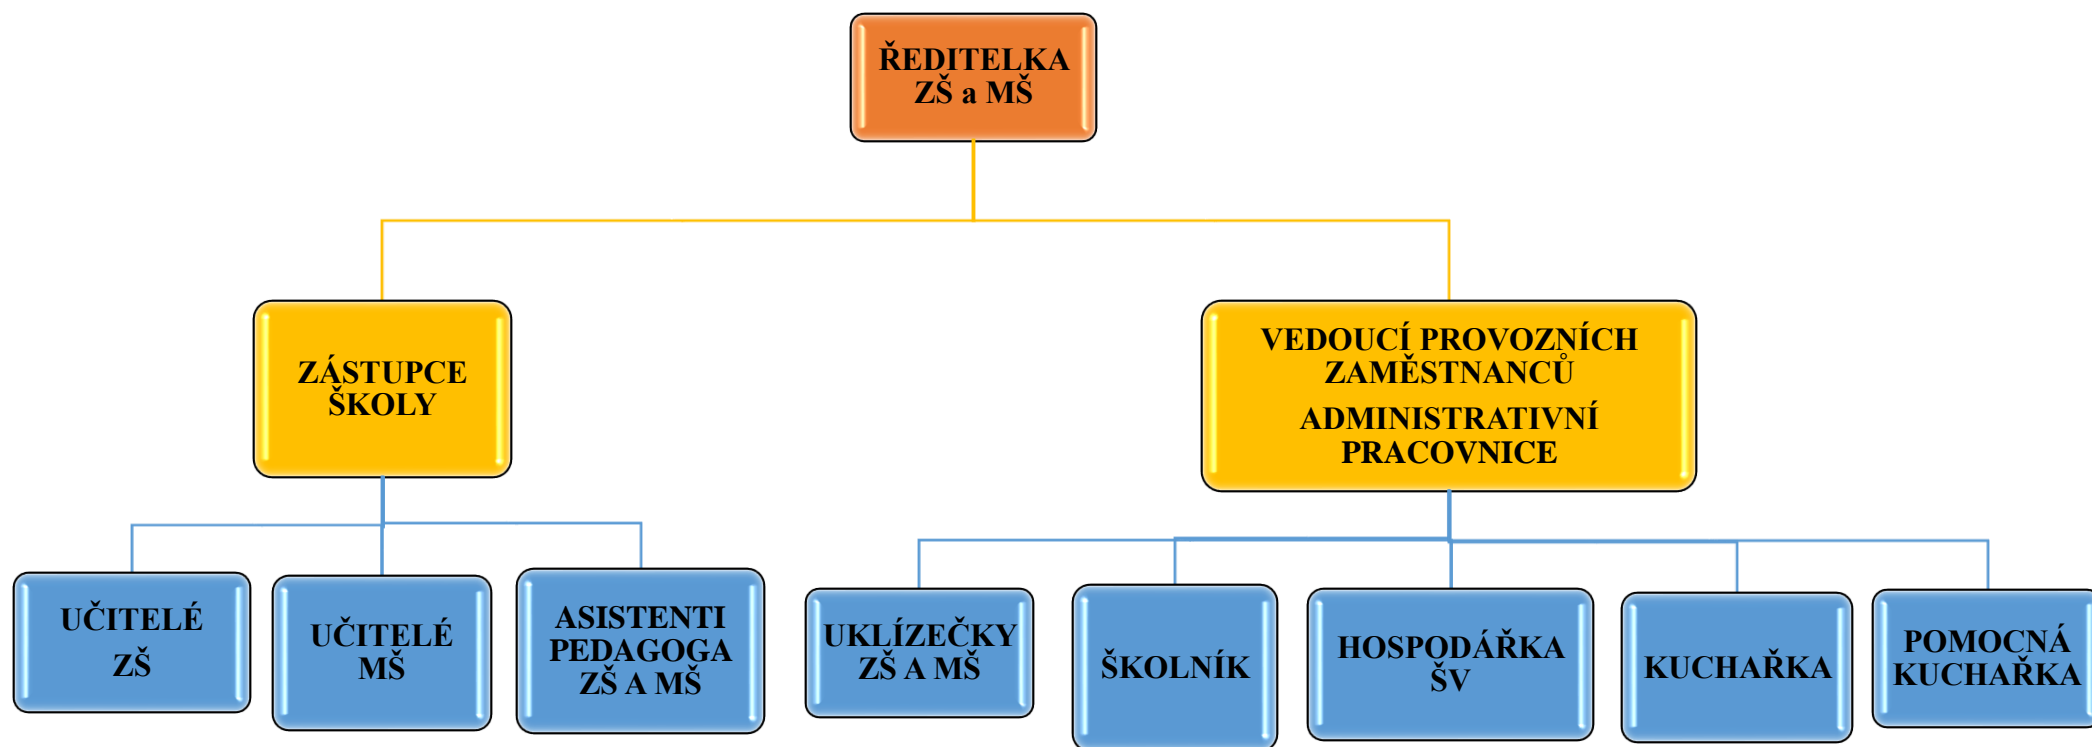 ŘEDITELKA
ZŠ a MŠ
ZÁSTUPCE
ŠKOLY
VEDOUCÍ PROVOZNÍCH
ZAMĚSTNANCŮ
ADMINISTRATIVNÍ
PRACOVNICE
UČITELÉ
ZŠ
UČITELÉ
MŠ
ASISTENTI
PEDAGOGA
ZŠ A MŠ
UKLÍZEČKY
ZŠ A MŠ
ŠKOLNÍK
HOSPODÁŘKA
ŠV
KUCHAŘKA
POMOCNÁ
KUCHAŘKA